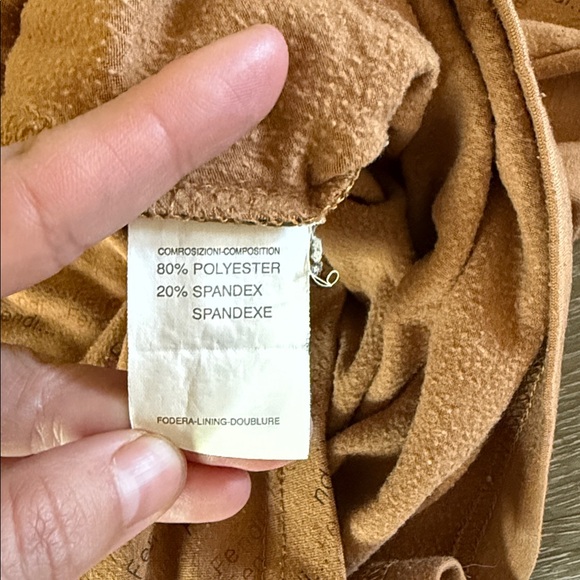 COMROSIZIONI-COMPOSITION
80% POLYESTER
20% SPANDEX
SPANDEXE
FODERA-LINING-DOUBLURE